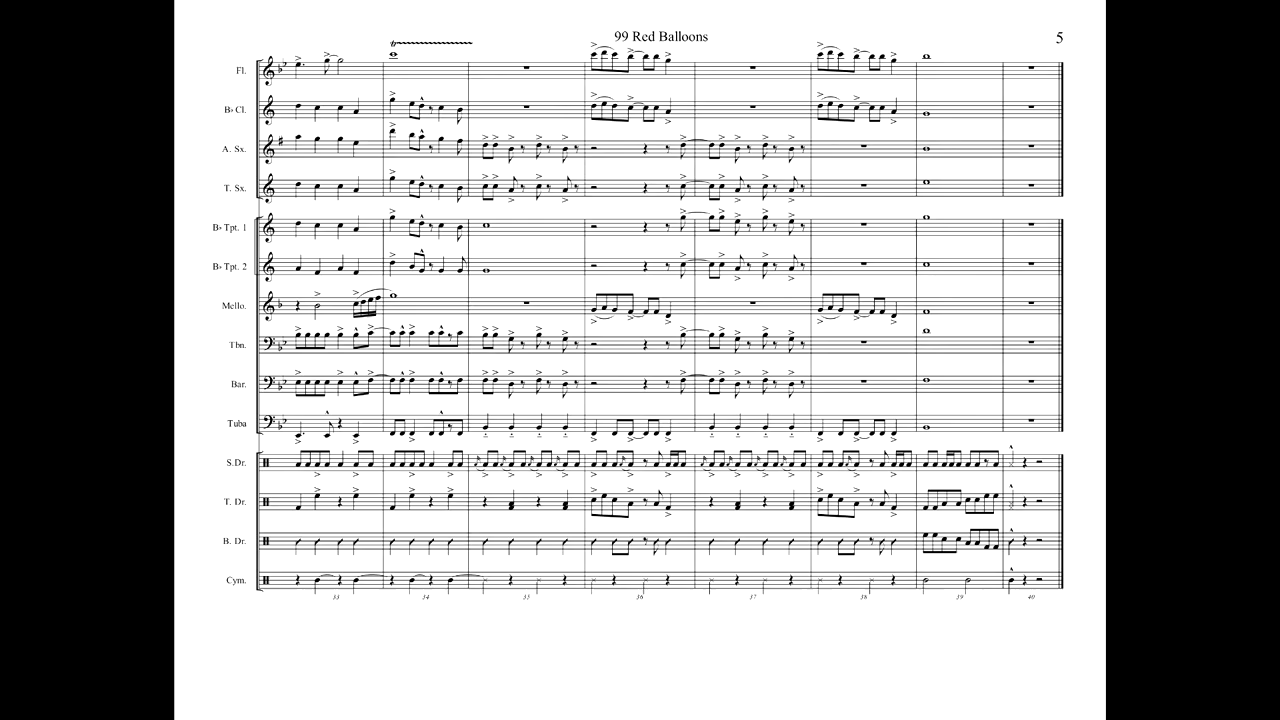 99 Red Balloons
5
Fl.
B♭ Cl.
A. Sx.
T. Sx.
B♭ Tpt. 1
B♭ Tpt. 2
Mello.
Tbn.
Bar.
Tuba
S.Dr.
T. Dr.
B. Dr.
Cym.
33 34 35 36 37 38 39 40